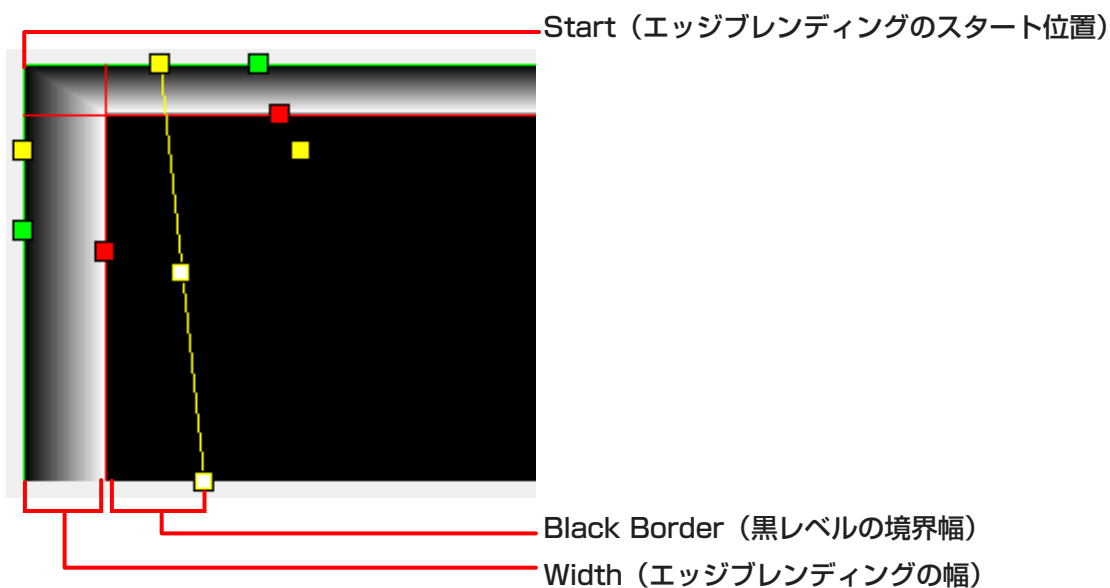 Start（エッジブレンディングのスタート位置）
Black Border（黒レベルの境界幅）
Width（エッジブレンディングの幅）